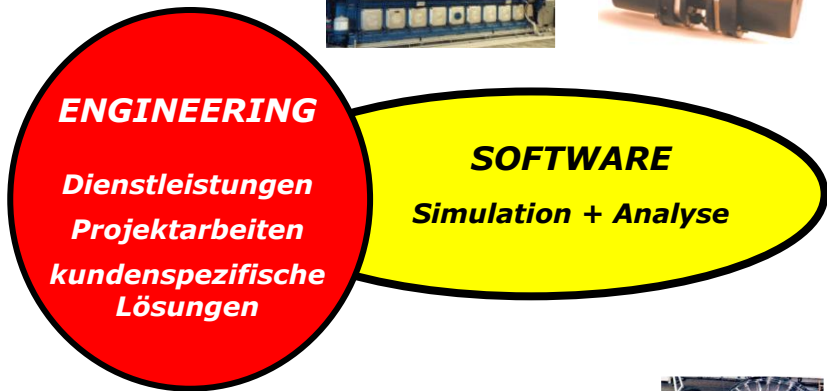 ENGINEERING
Dienstleistungen
Projektarbeiten
kundenspezifische
Lösungen
SOFTWARE
Simulation + Analyse